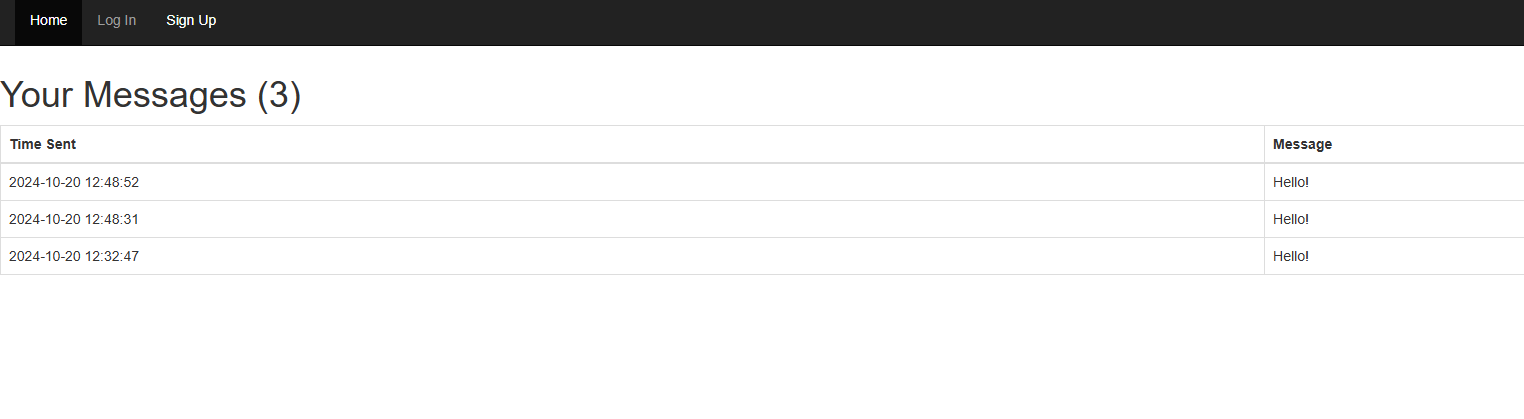 Home Log In Sign Up
Your Messages (3)
Time Sent Message
2024-10-20 12:48:52 Hello!
2024-10-20 12:48:31 Hello!
2024-10-20 12:32:47 Hello!